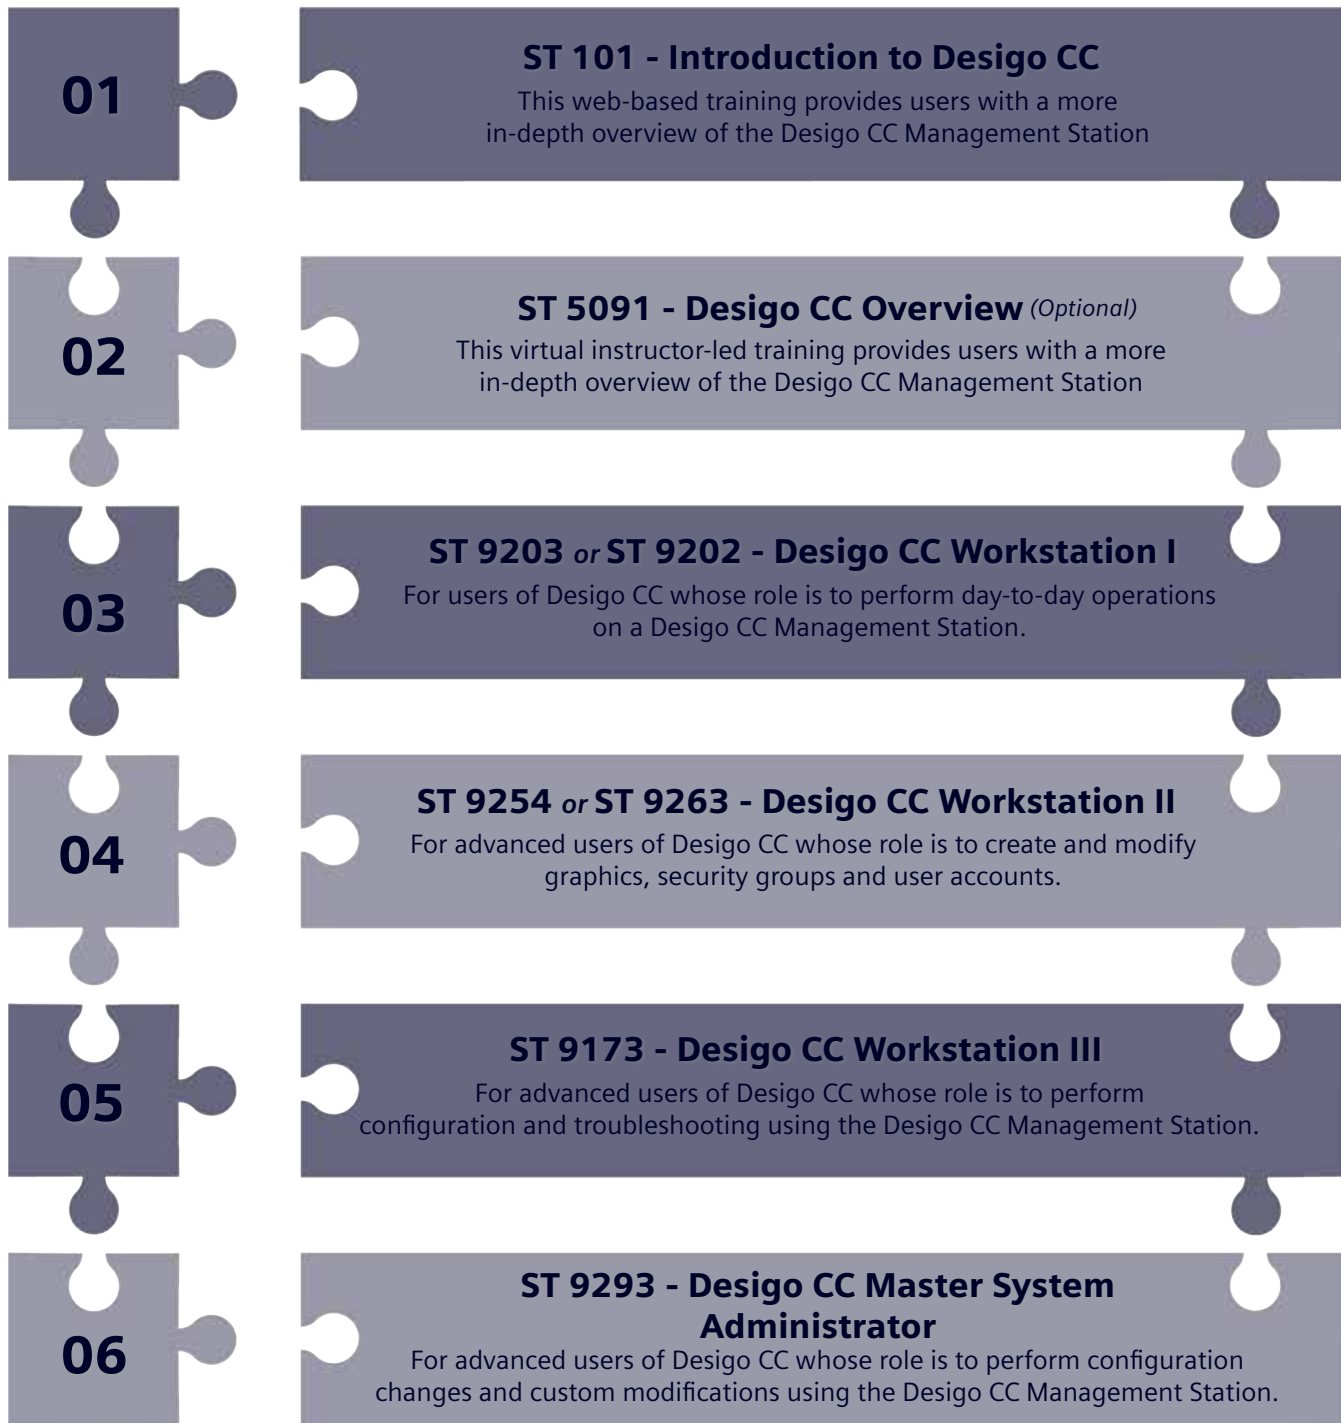 01
ST 101 - Introduction to Desigo CC
This web-based training provides users with a more
in-depth overview of the Desigo CC Management Station
02
ST 5091 - Desigo CC Overview (Optional)
This virtual instructor-led training provides users with a more
in-depth overview of the Desigo CC Management Station
03
ST 9203 or ST 9202 - Desigo CC Workstation I
For users of Desigo CC whose role is to perform day-to-day operations
on a Desigo CC Management Station.
04
ST 9254 or ST 9263 - Desigo CC Workstation II
For advanced users of Desigo CC whose role is to create and modify
graphics, security groups and user accounts.
05
ST 9173 - Desigo CC Workstation III
For advanced users of Desigo CC whose role is to perform
configuration and troubleshooting using the Desigo CC Management Station.
06
ST 9293 - Desigo CC Master System
Administrator
For advanced users of Desigo CC whose role is to perform configuration
changes and custom modifications using the Desigo CC Management Station.